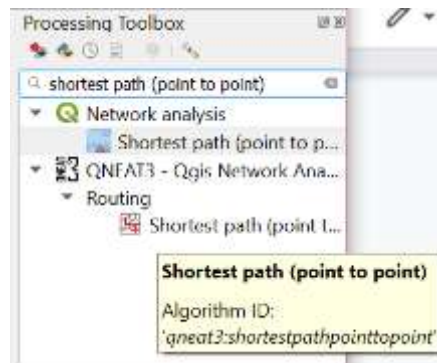 Processing Toolbox
shortest path (point to point)
Network analysis
Shortest path (point to p...
QNEAT3 - Qgis Network Ana...
Routing
Shortest path (point t...
Shortest path (point to point)
Algorithm ID:
'qneat3:shortestpathpointtopoint'